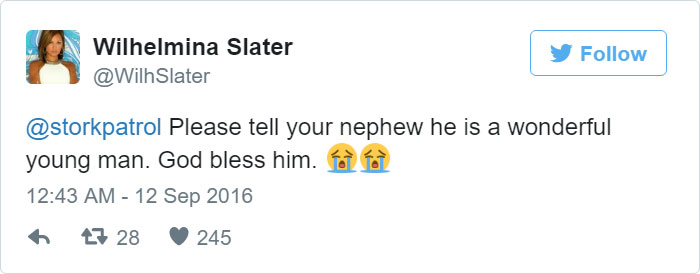 Wilhelmina Slater
@WilhSlater
Follow
@storkpatrol Please tell your nephew he is a wonderful
young man. God bless him. 😭😭
12:43 AM - 12 Sep 2016
28 245